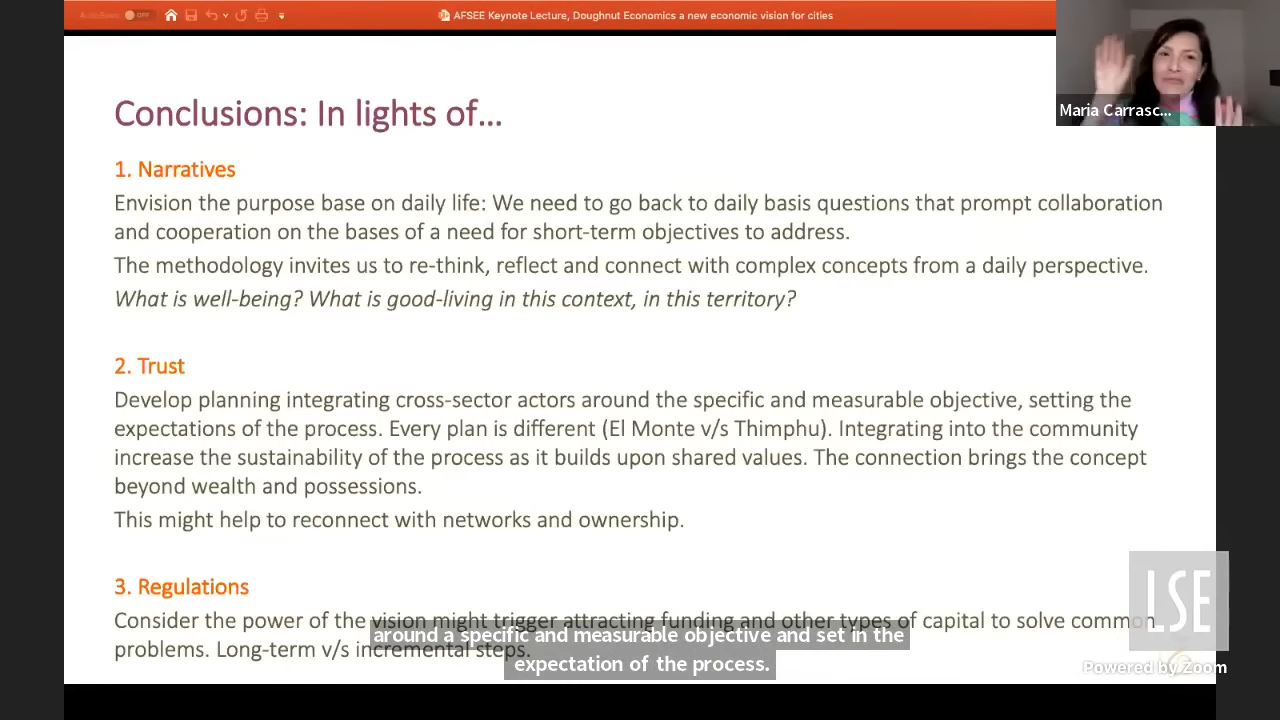 AutoSave OFF
AFSEE Keynote Lecture, Doughnut Economics a new economic vision for cities
Maria Carrasc...
Conclusions: In lights of...
1. Narratives
Envision the purpose base on daily life: We need to go back to daily basis questions that prompt collaboration
and cooperation on the bases of a need for short-term objectives to address.
The methodology invites us to re-think, reflect and connect with complex concepts from a daily perspective.
What is well-being? What is good-living in this context, in this territory?
2. Trust
Develop planning integrating cross-sector actors around the specific and measurable objective, setting the
expectations of the process. Every plan is different (El Monte v/s Thimphu). Integrating into the community
increase the sustainability of the process as it builds upon shared values. The connection brings the concept
beyond wealth and possessions.
This might help to reconnect with networks and ownership.
3. Regulations
Consider the power of the vision might trigger attracting funding and other types of capital to solve common
problems. Long-term v/s incremental steps.
around a specific and measurable objective and set in the
expectation of the process.
LSE
Powered by Zoom